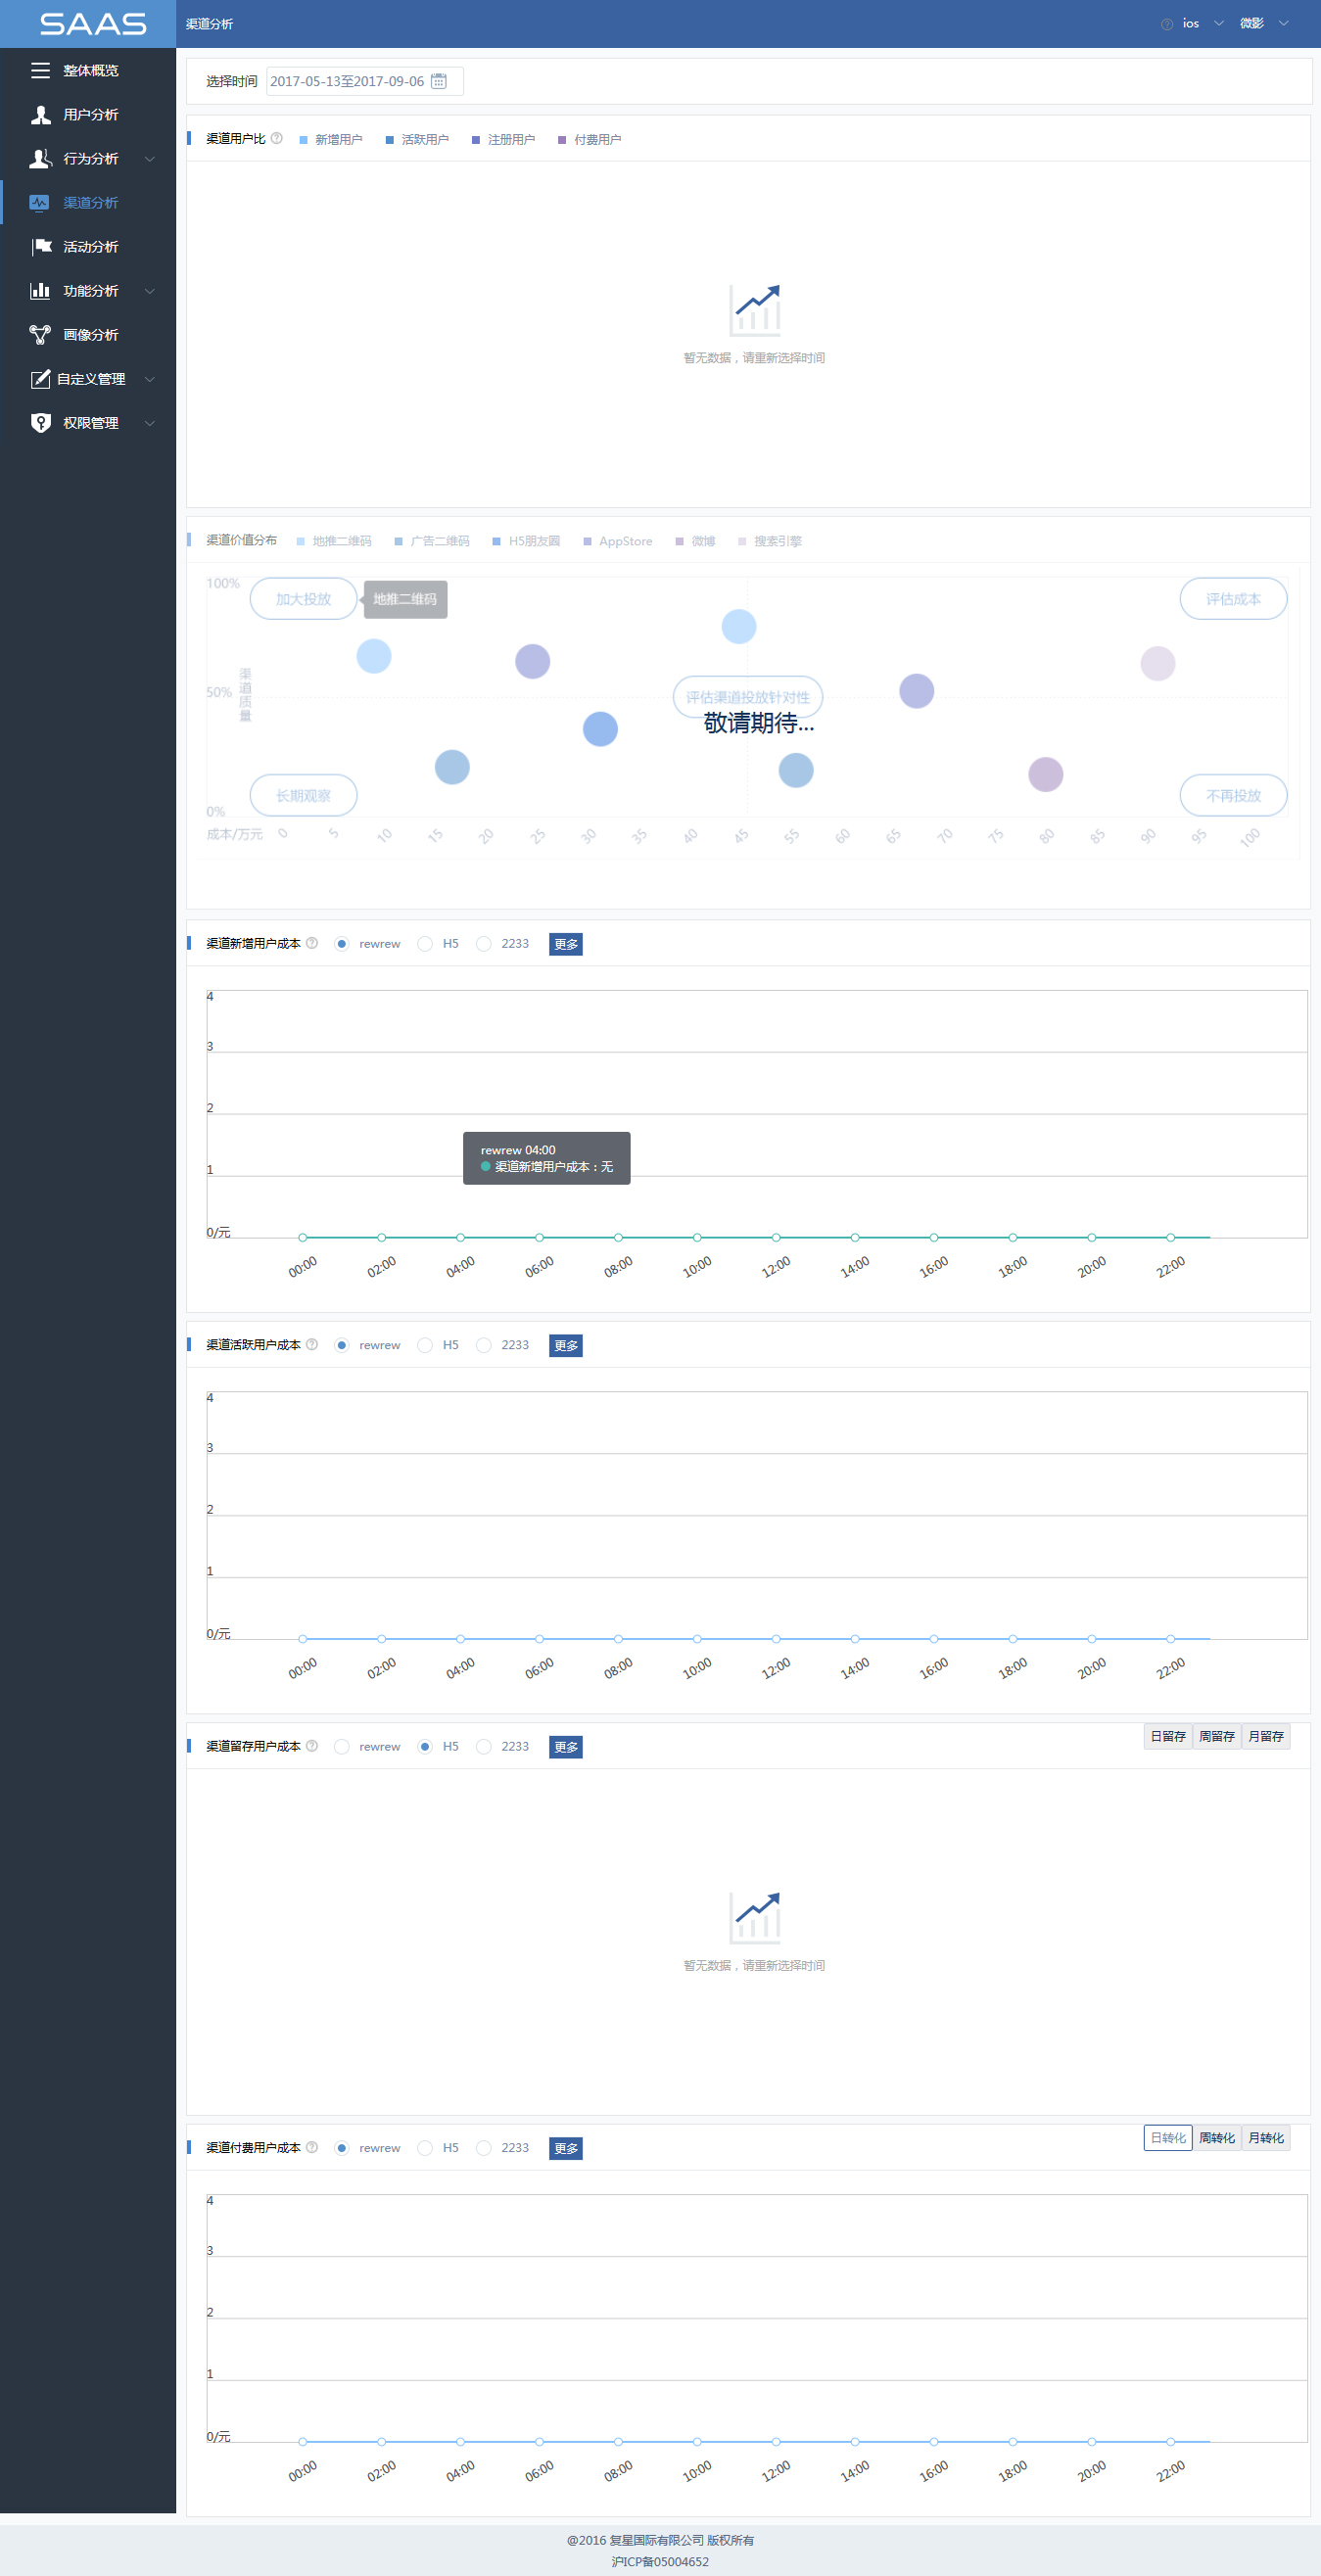 SAAS
渠道分析
ios
微影
整体概览
用户分析
行为分析
渠道分析
活动分析
功能分析
画像分析
自定义管理
权限管理
选择时间 2017-05-13至2017-09-06
渠道用户比 新增用户 活跃用户 注册用户 付费用户
暂无数据，请重新选择时间
渠道价值分布 地推二维码 广告二维码 H5朋友圈 AppStore 微博 搜索引擎
100%
加大投放
地推二维码
评估成本
渠道质量
50%
评估渠道投放针对性
敬请期待...
长期观察
不再投放
0%
成本/万元 0 5 10 15 20 25 30 35 40 45 55 60 65 70 75 80 85 90 95 100
渠道新增用户成本 rewrew H5 2233 更多
4
3
2
rewrew 04:00
渠道新增用户成本：无
1
0/元
00:00 02:00 04:00 06:00 08:00 10:00 12:00 14:00 16:00 18:00 20:00 22:00
渠道活跃用户成本 rewrew H5 2233 更多
4
3
2
1
0/元
00:00 02:00 04:00 06:00 08:00 10:00 12:00 14:00 16:00 18:00 20:00 22:00
渠道留存用户成本 rewrew H5 2233 更多 日留存 周留存 月留存
暂无数据，请重新选择时间
渠道付费用户成本 rewrew H5 2233 更多 日转化 周转化 月转化
4
3
2
1
0/元
00:00 02:00 04:00 06:00 08:00 10:00 12:00 14:00 16:00 18:00 20:00 22:00
@2016 复星国际有限公司 版权所有
沪ICP备05004652